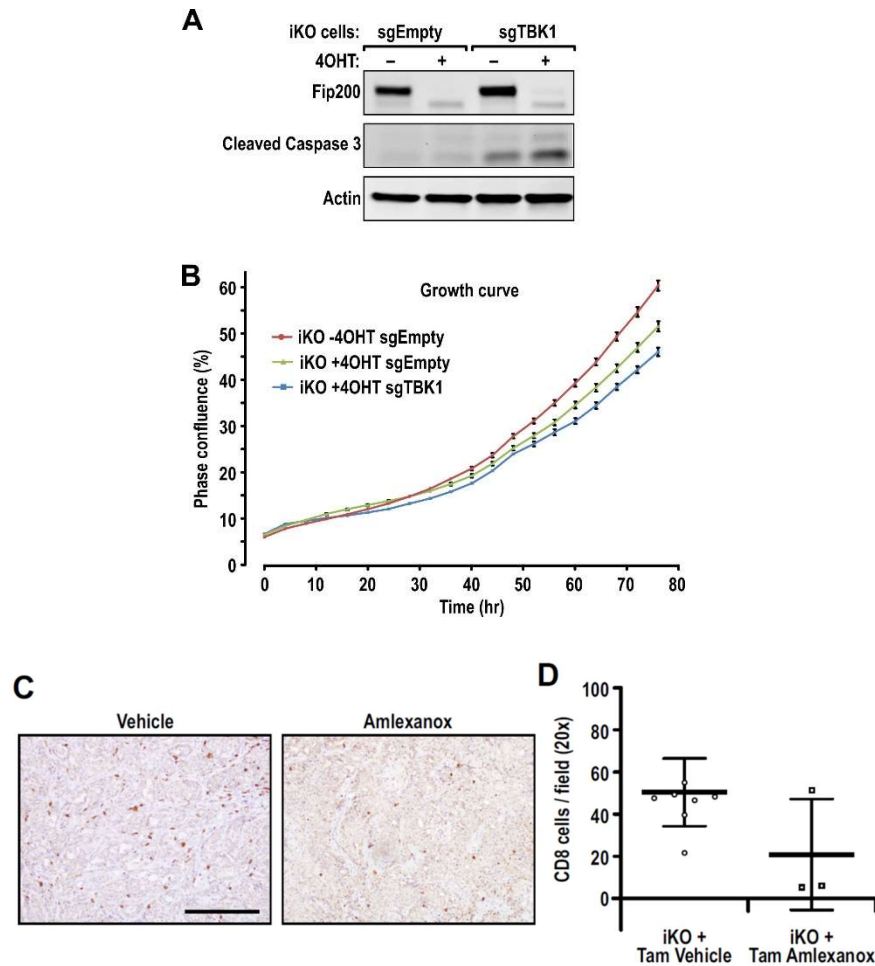 A
iKO cells: sgEmpty sgTBK1
4OHT: – + – +
Fip200
Cleaved Caspase 3
Actin
B
Growth curve
iKO -4OHT sgEmpty
iKO +4OHT sgEmpty
iKO +4OHT sgTBK1
Phase confluence (%)
60
50
40
30
20
10
0
0 10 20 30 40 50 60 70 80
Time (hr)
C
Vehicle Amlexanox
D
CD8 cells / field (20x)
100
80
60
40
20
0
iKO + iKO +
Tam Vehicle Tam Amlexanox